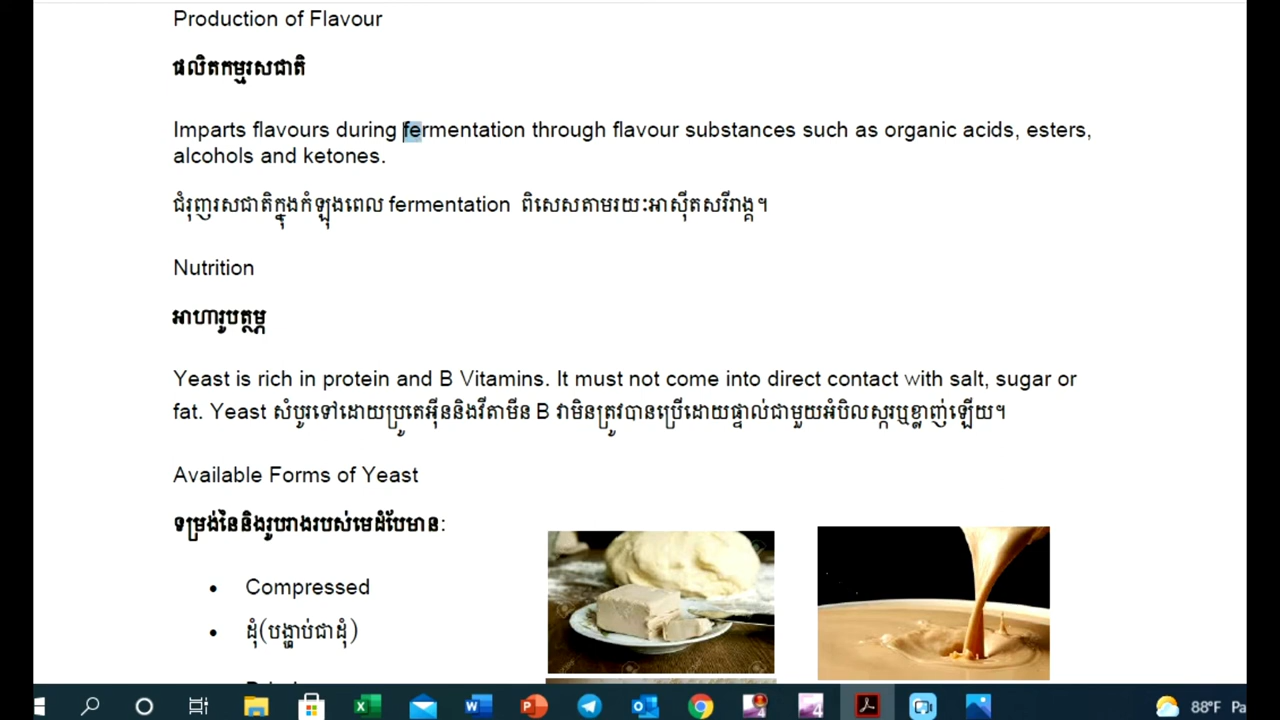 Production of Flavour
ផលិតកម្មរសជាតិ
Imparts flavours during fermentation through flavour substances such as organic acids, esters,
alcohols and ketones.
ជំរុញរសជាតិក្នុងកំឡុងពេល fermentation ពិសេសតាមរយៈអាស៊ីតសរីរាង្គ។
Nutrition
អាហារូបត្ថម្ភ
Yeast is rich in protein and B Vitamins. It must not come into direct contact with salt, sugar or
fat. Yeast សំបូរទៅដោយប្រូតេអ៊ីននិងវីតាមីន B វាមិនត្រូវបានប្រើដោយផ្ទាល់ជាមួយអំបិលស្ករឬខ្លាញ់ឡើយ។
Available Forms of Yeast
ទម្រង់នៃនិងរូបរាងរបស់មេដំបែមាន:
• Compressed
• ដុំ(បង្ហាប់ជាដុំ)
88°F Pa